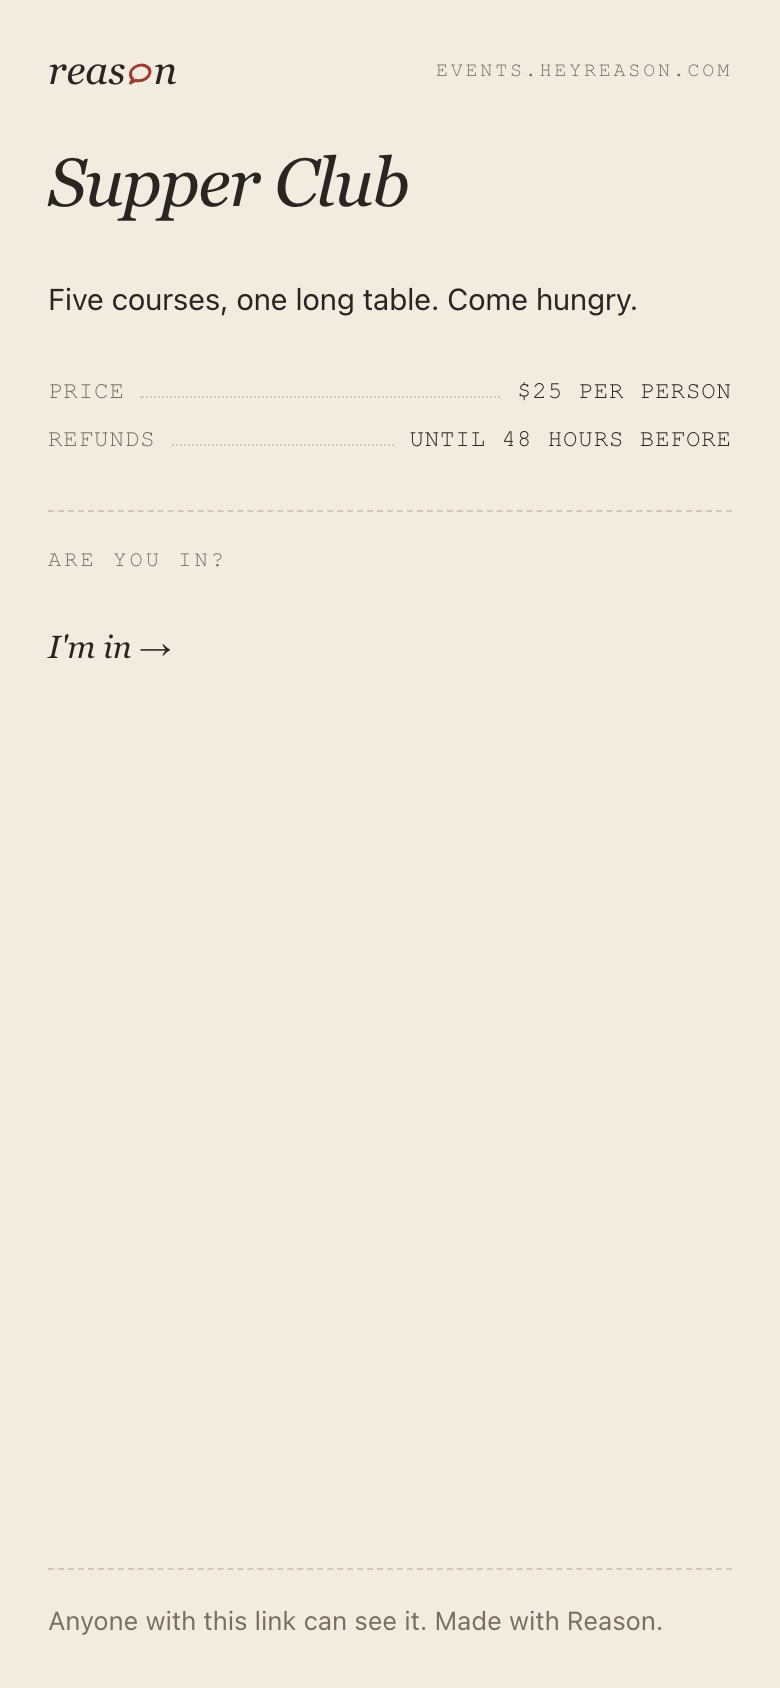 reason
EVENTS.HEYREASON.COM
Supper Club
Five courses, one long table. Come hungry.
PRICE $25 PER PERSON
REFUNDS UNTIL 48 HOURS BEFORE
ARE YOU IN?
I'm in →
Anyone with this link can see it. Made with Reason.